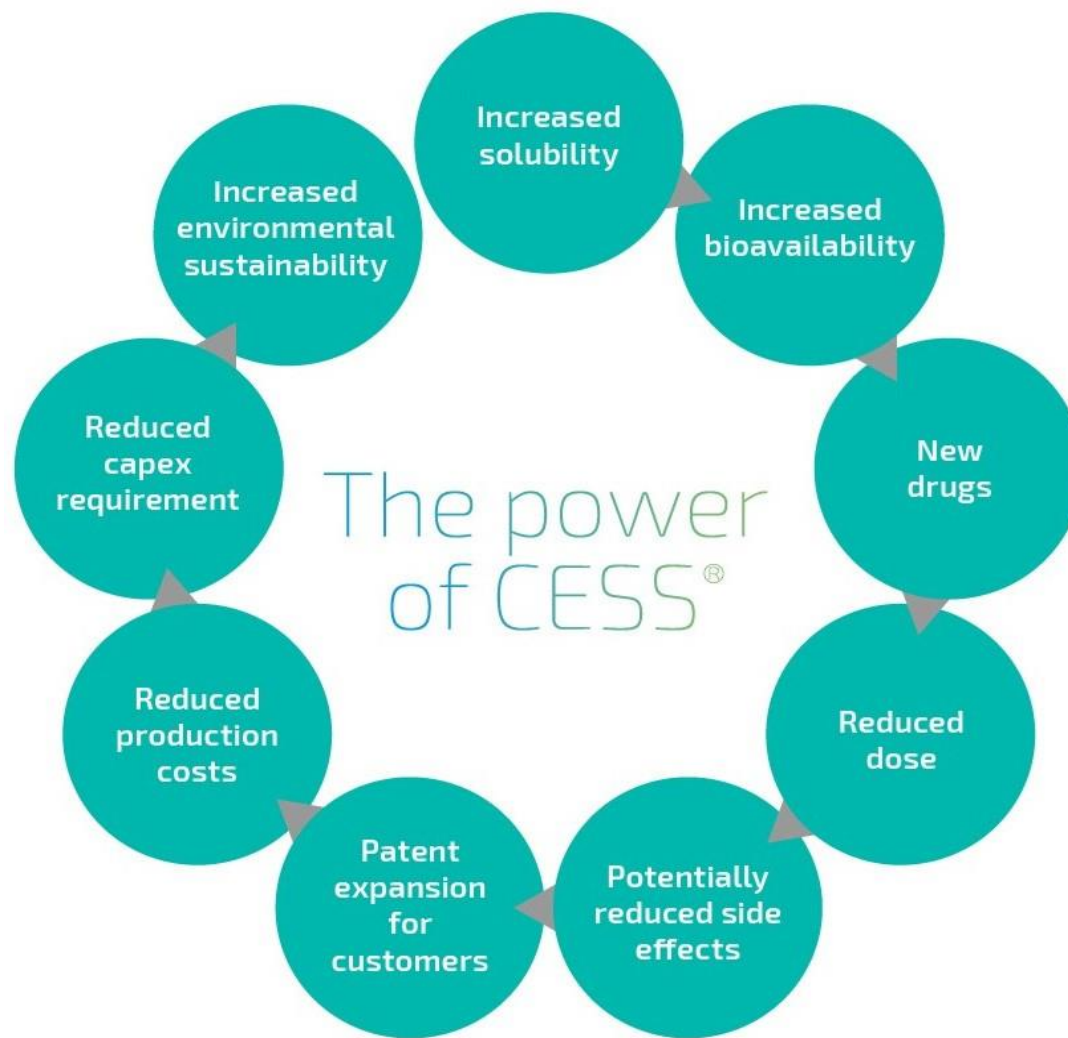 Increased
solubility
Increased
bioavailability
New
drugs
Reduced
dose
Potentially
reduced side
effects
Patent
expansion
for
customers
Reduced
production
costs
Reduced
capex
requirement
Increased
environmental
sustainability
The power
of CESS®